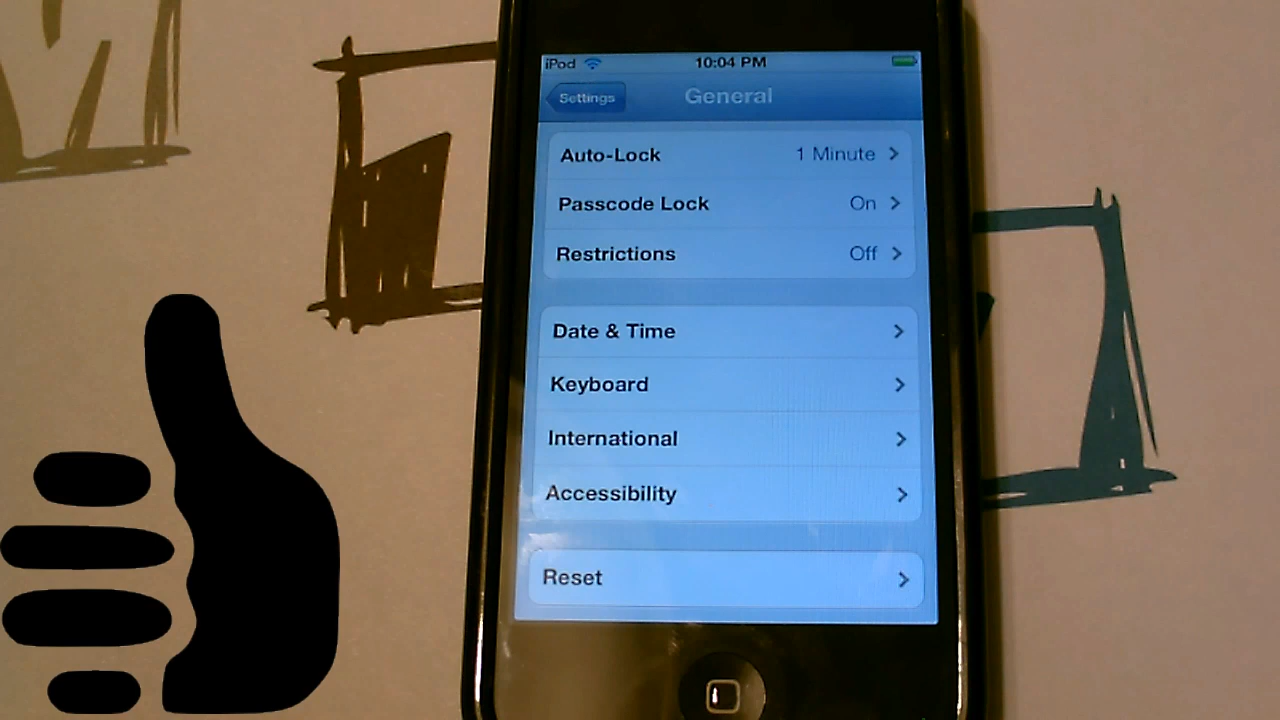 iPod 10:04 PM
Settings General
Auto-Lock 1 Minute
Passcode Lock On
Restrictions Off
Date & Time
Keyboard
International
Accessibility
Reset